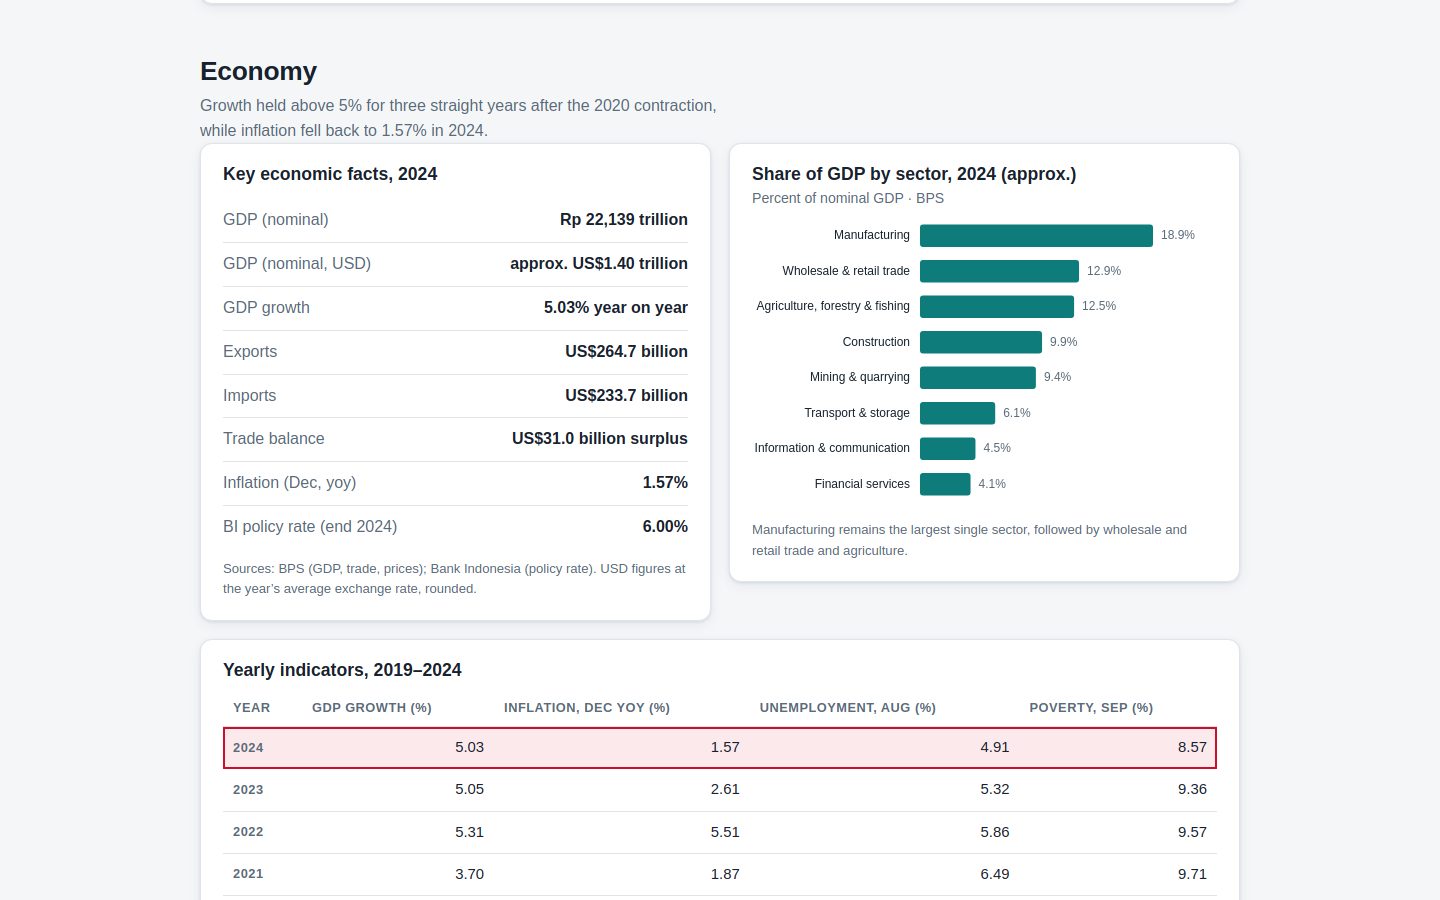 Economy
Growth held above 5% for three straight years after the 2020 contraction,
while inflation fell back to 1.57% in 2024.
Key economic facts, 2024
GDP (nominal) Rp 22,139 trillion
GDP (nominal, USD) approx. US$1.40 trillion
GDP growth 5.03% year on year
Exports US$264.7 billion
Imports US$233.7 billion
Trade balance US$31.0 billion surplus
Inflation (Dec, yoy) 1.57%
BI policy rate (end 2024) 6.00%
Sources: BPS (GDP, trade, prices); Bank Indonesia (policy rate). USD figures at
the year’s average exchange rate, rounded.
Share of GDP by sector, 2024 (approx.)
Percent of nominal GDP · BPS
Manufacturing 18.9%
Wholesale & retail trade 12.9%
Agriculture, forestry & fishing 12.5%
Construction 9.9%
Mining & quarrying 9.4%
Transport & storage 6.1%
Information & communication 4.5%
Financial services 4.1%
Manufacturing remains the largest single sector, followed by wholesale and
retail trade and agriculture.
Yearly indicators, 2019–2024
YEAR GDP GROWTH (%) INFLATION, DEC YOY (%) UNEMPLOYMENT, AUG (%) POVERTY, SEP (%)
2024 5.03 1.57 4.91 8.57
2023 5.05 2.61 5.32 9.36
2022 5.31 5.51 5.86 9.57
2021 3.70 1.87 6.49 9.71